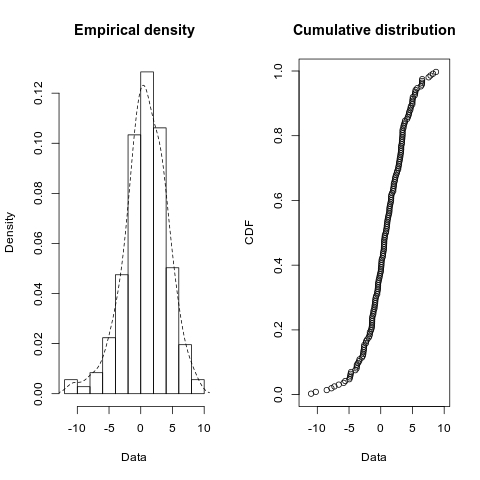 Empirical density
Density
0.00
0.02
0.04
0.06
0.08
0.10
0.12
-10 -5 0 5 10
Data
Cumulative distribution
CDF
0.0
0.2
0.4
0.6
0.8
1.0
-10 -5 0 5 10
Data